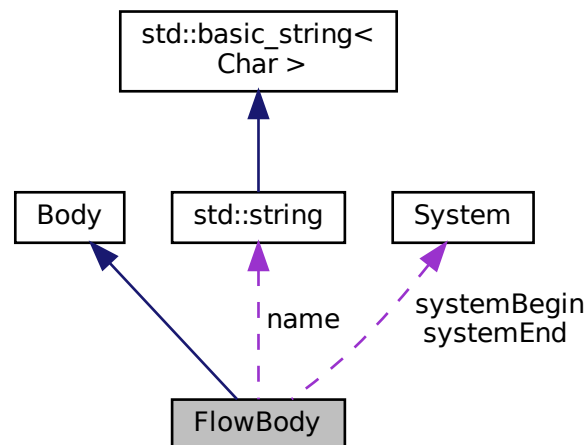 std::basic_string<
Char >
Body
std::string
System
name
systemBegin
systemEnd
FlowBody